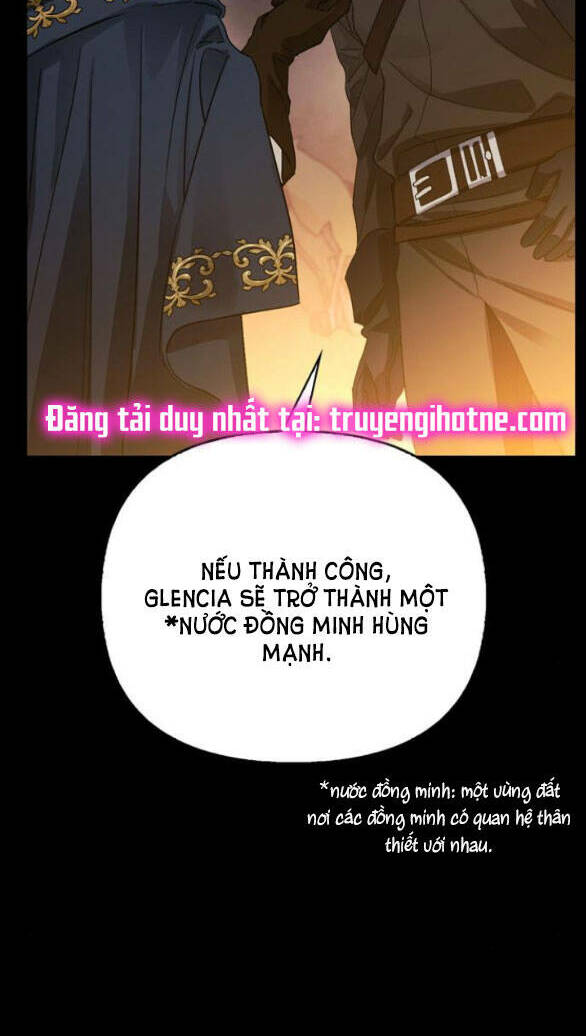 Đăng tải duy nhất tại: truyengihotne.com
NẾU THÀNH CÔNG,
GLENCIA SẼ TRỞ THÀNH MỘT
*NƯỚC ĐỒNG MINH HÙNG
MẠNH.
*nước đồng minh: một vùng đất
nơi các đồng minh có quan hệ thân
thiết với nhau.